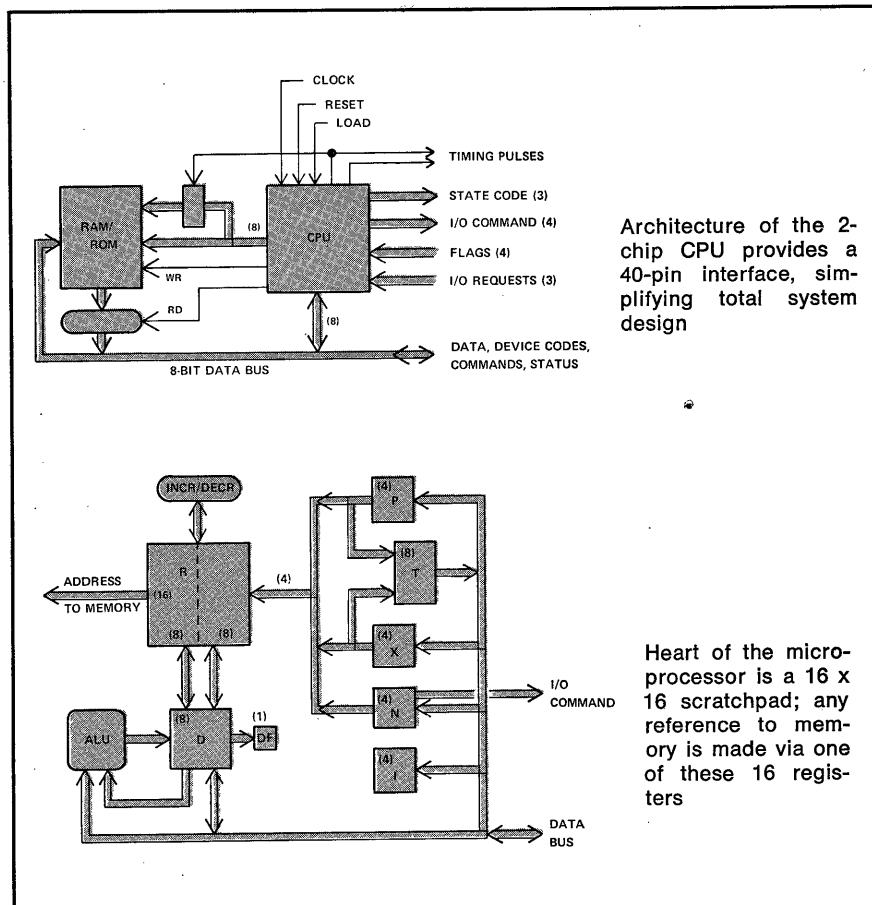 CLOCK
RESET
LOAD
TIMING PULSES
STATE CODE (3)
I/O COMMAND (4)
FLAGS (4)
I/O REQUESTS (3)
RAM/
ROM
(8)
CPU
WR
RD
(8)
DATA, DEVICE CODES,
COMMANDS, STATUS
8-BIT DATA BUS
Architecture of the 2-
chip CPU provides a
40-pin interface, sim-
plifying total system
design
INCR/DECR
R
ADDRESS
TO MEMORY
(16)
(8)
(8)
(4)
(4)
P
(8)
T
(4)
X
(4)
N
(4)
I
I/O
COMMAND
ALU
(8)
D
(1)
DF
DATA
BUS
Heart of the micro-
processor is a 16 x
16 scratchpad; any
reference to mem-
ory is made via one
of these 16 regis-
ters